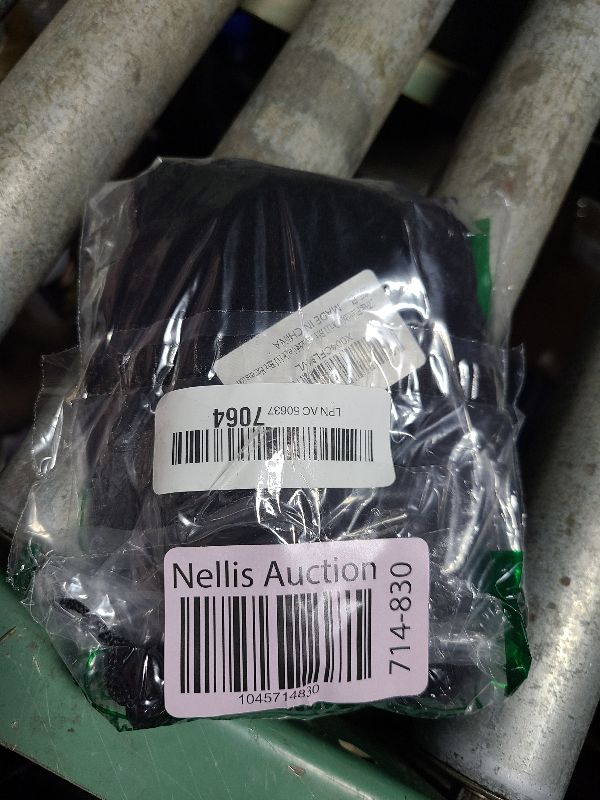 MADE IN CHINA
LPN AC 50637
7064
Nellis Auction
714-830
1045714830